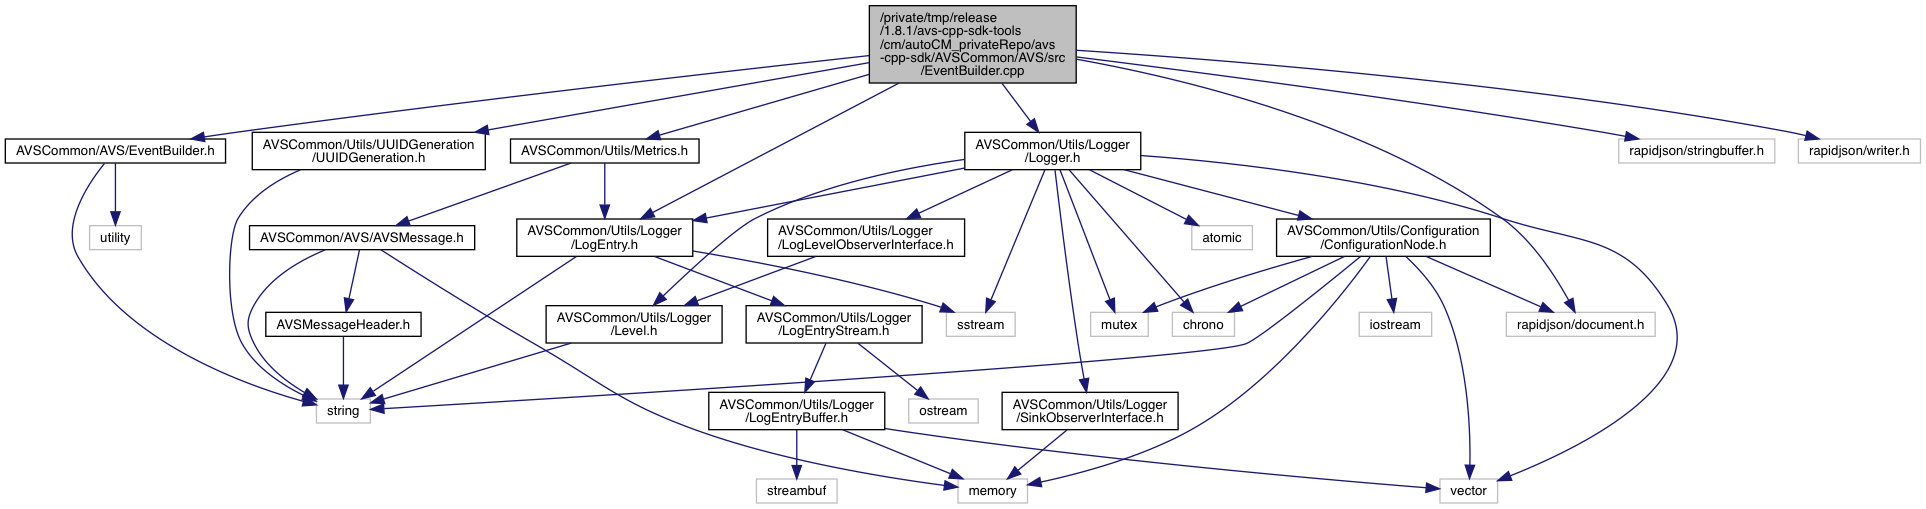 /private/tmp/release
/1.8.1/avs-cpp-sdk-tools
/cm/autoCM_privateRepo/avs
-cpp-sdk/AVSCommon/AVS/src
/EventBuilder.cpp
AVSCommon/AVS/EventBuilder.h
AVSCommon/Utils/UUIDGeneration
/UUIDGeneration.h
AVSCommon/Utils/Metrics.h
AVSCommon/Utils/Logger
/Logger.h
rapidjson/stringbuffer.h
rapidjson/writer.h
utility
AVSCommon/AVS/AVSMessage.h
AVSCommon/Utils/Logger
/LogEntry.h
AVSCommon/Utils/Logger
/LogLevelObserverInterface.h
atomic
AVSCommon/Utils/Configuration
/ConfigurationNode.h
AVSMessageHeader.h
AVSCommon/Utils/Logger
/Level.h
AVSCommon/Utils/Logger
/LogEntryStream.h
sstream
mutex
chrono
iostream
rapidjson/document.h
string
AVSCommon/Utils/Logger
/LogEntryBuffer.h
ostream
AVSCommon/Utils/Logger
/SinkObserverInterface.h
streambuf
memory
vector